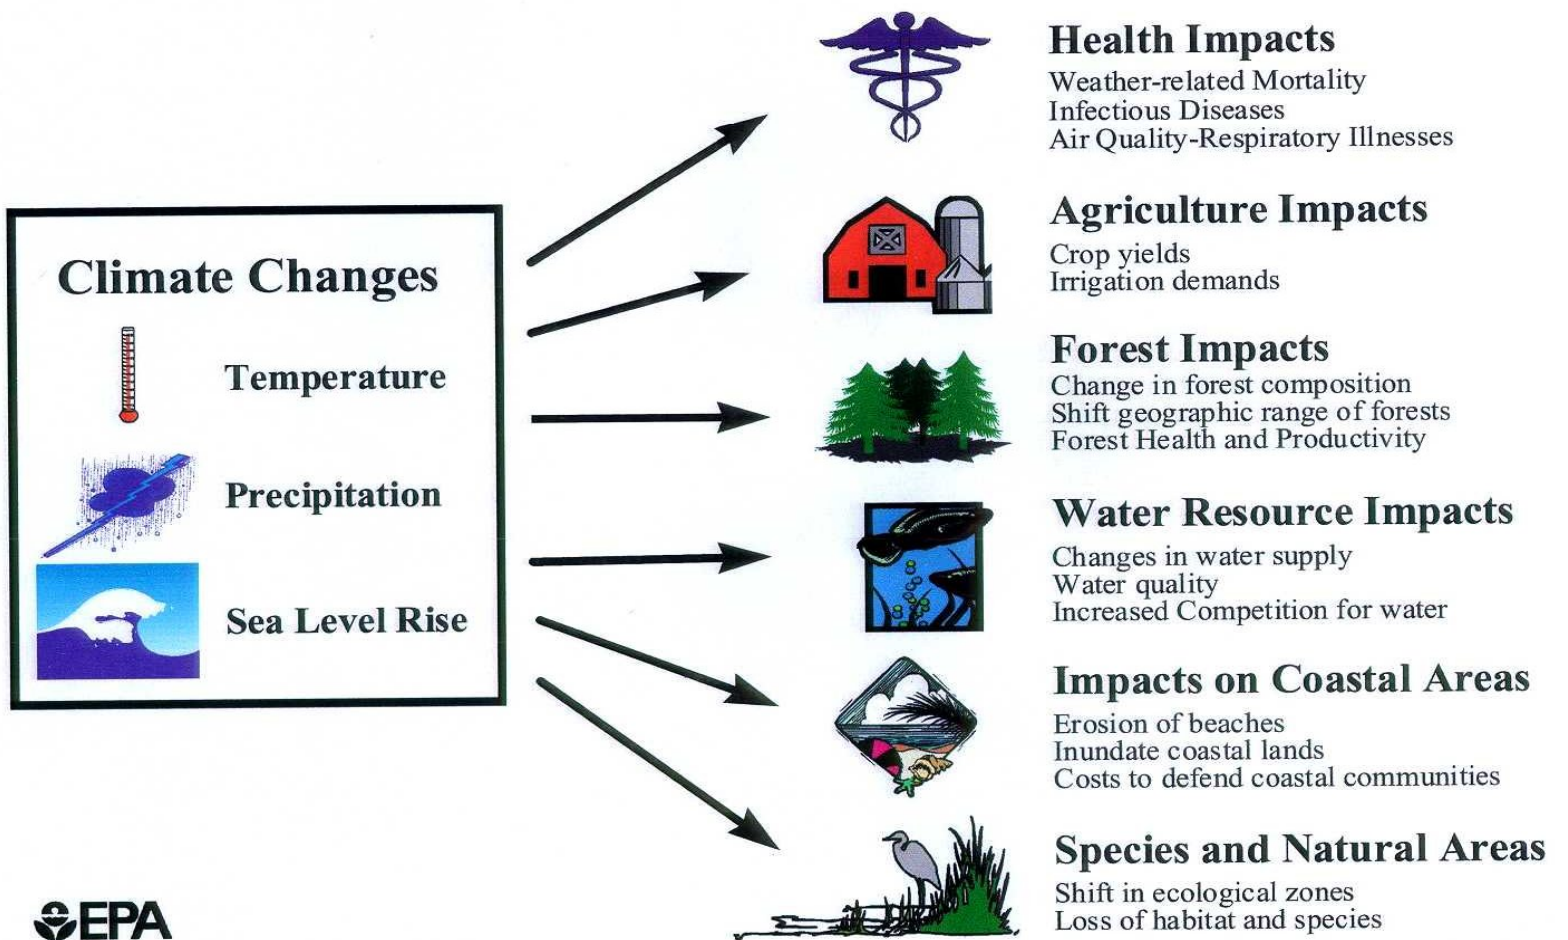 Climate Changes
Temperature
Precipitation
Sea Level Rise
EPA
Health Impacts
Weather-related Mortality
Infectious Diseases
Air Quality-Respiratory Illnesses
Agriculture Impacts
Crop yields
Irrigation demands
Forest Impacts
Change in forest composition
Shift geographic range of forests
Forest Health and Productivity
Water Resource Impacts
Changes in water supply
Water quality
Increased Competition for water
Impacts on Coastal Areas
Erosion of beaches
Inundate coastal lands
Costs to defend coastal communities
Species and Natural Areas
Shift in ecological zones
Loss of habitat and species